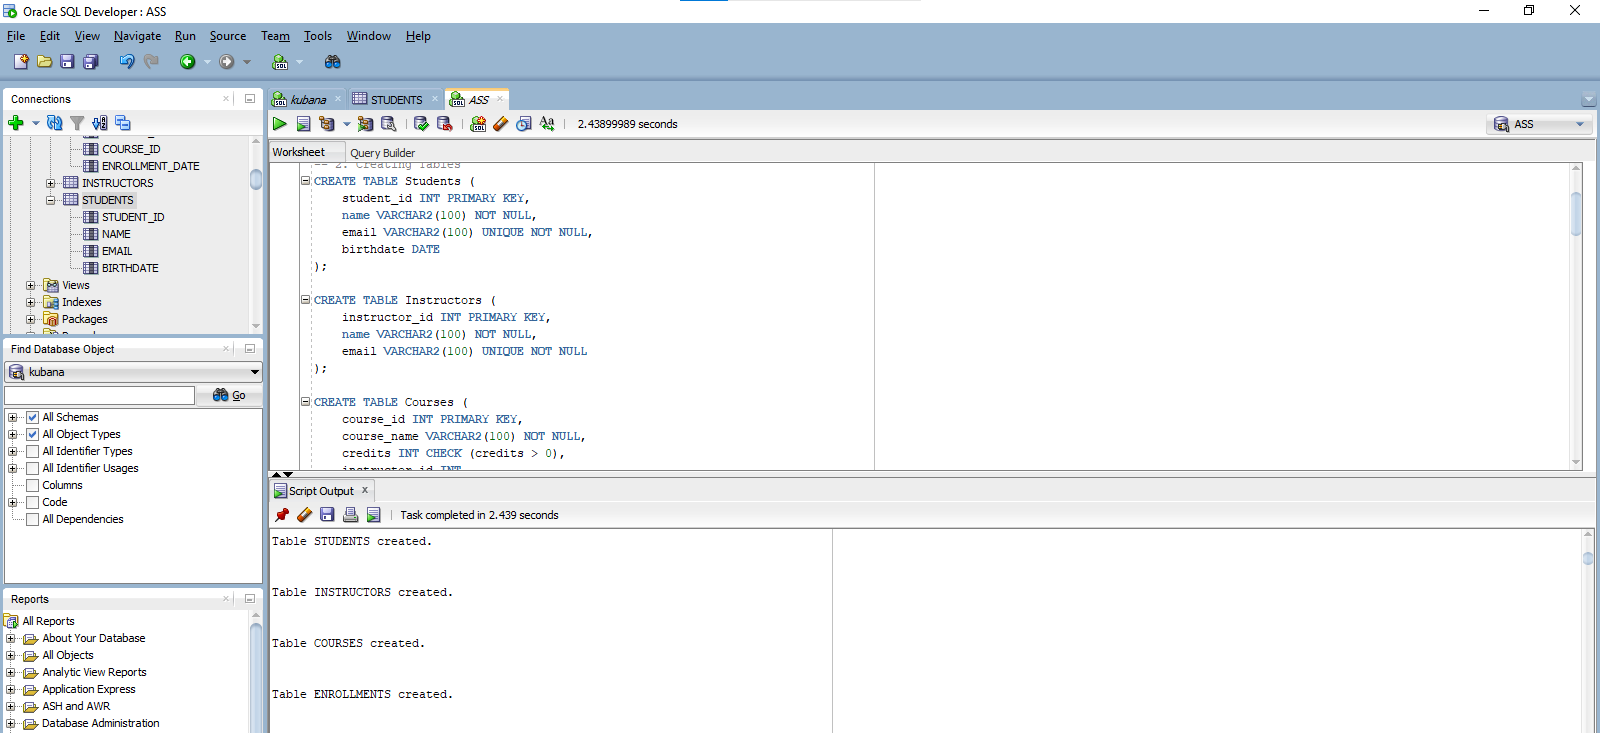 Oracle SQL Developer : ASS
File Edit View Navigate Run Source Team Tools Window Help
Connections
COURSE_ID
ENROLLMENT_DATE
INSTRUCTORS
STUDENTS
STUDENT_ID
NAME
EMAIL
BIRTHDATE
Views
Indexes
Packages
Find Database Object
kubana
Go
All Schemas
All Object Types
All Identifier Types
All Identifier Usages
Columns
Code
All Dependencies
Reports
All Reports
About Your Database
All Objects
Analytic View Reports
Application Express
ASH and AWR
Database Administration
kubana STUDENTS ASS
2.43899989 seconds
ASS
Worksheet Query Builder
-- 2. Creating Tables
CREATE TABLE Students (
student_id INT PRIMARY KEY,
name VARCHAR2(100) NOT NULL,
email VARCHAR2(100) UNIQUE NOT NULL,
birthdate DATE
);
CREATE TABLE Instructors (
instructor_id INT PRIMARY KEY,
name VARCHAR2(100) NOT NULL,
email VARCHAR2(100) UNIQUE NOT NULL
);
CREATE TABLE Courses (
course_id INT PRIMARY KEY,
course_name VARCHAR2(100) NOT NULL,
credits INT CHECK (credits > 0),
instructor_id INT
Script Output
Task completed in 2.439 seconds
Table STUDENTS created.
Table INSTRUCTORS created.
Table COURSES created.
Table ENROLLMENTS created.